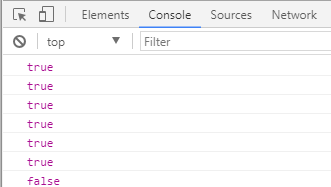 Elements Console Sources Network
top Filter
true
true
true
true
true
true
false